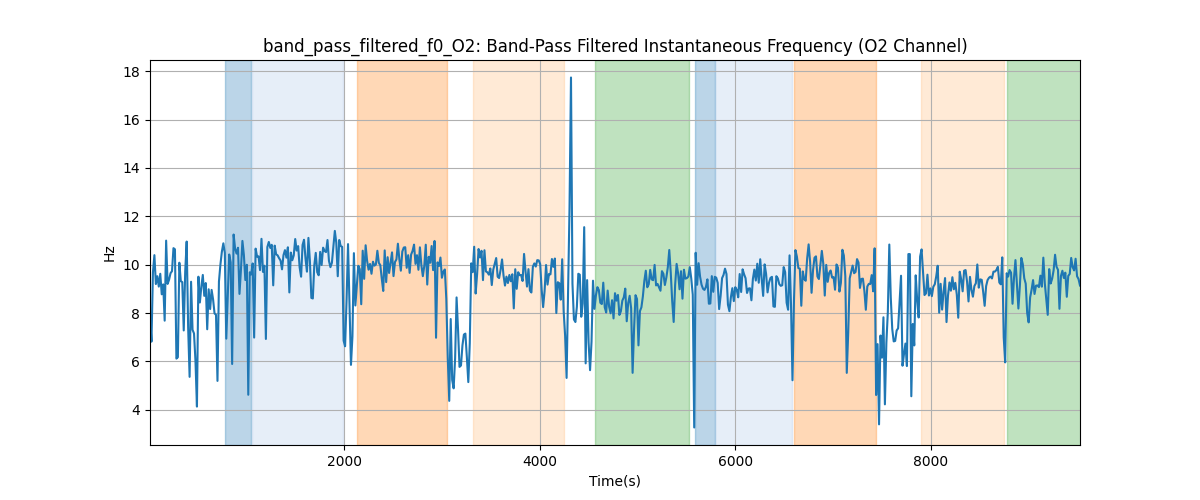 band_pass_filtered_f0_O2: Band-Pass Filtered Instantaneous Frequency (O2 Channel)
18
16
14
12
10
8
6
4
Hz
2000 4000 6000 8000
Time(s)